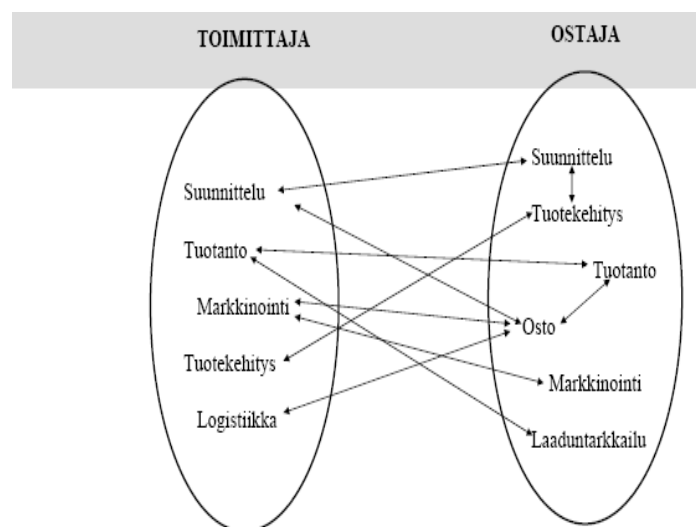 TOIMITTAJA
OSTAJA
Suunnittelu
Tuotanto
Markkinointi
Tuotekehitys
Logistiikka
Suunnittelu
Tuotekehitys
Tuotanto
Osto
Markkinointi
Laaduntarkkailu